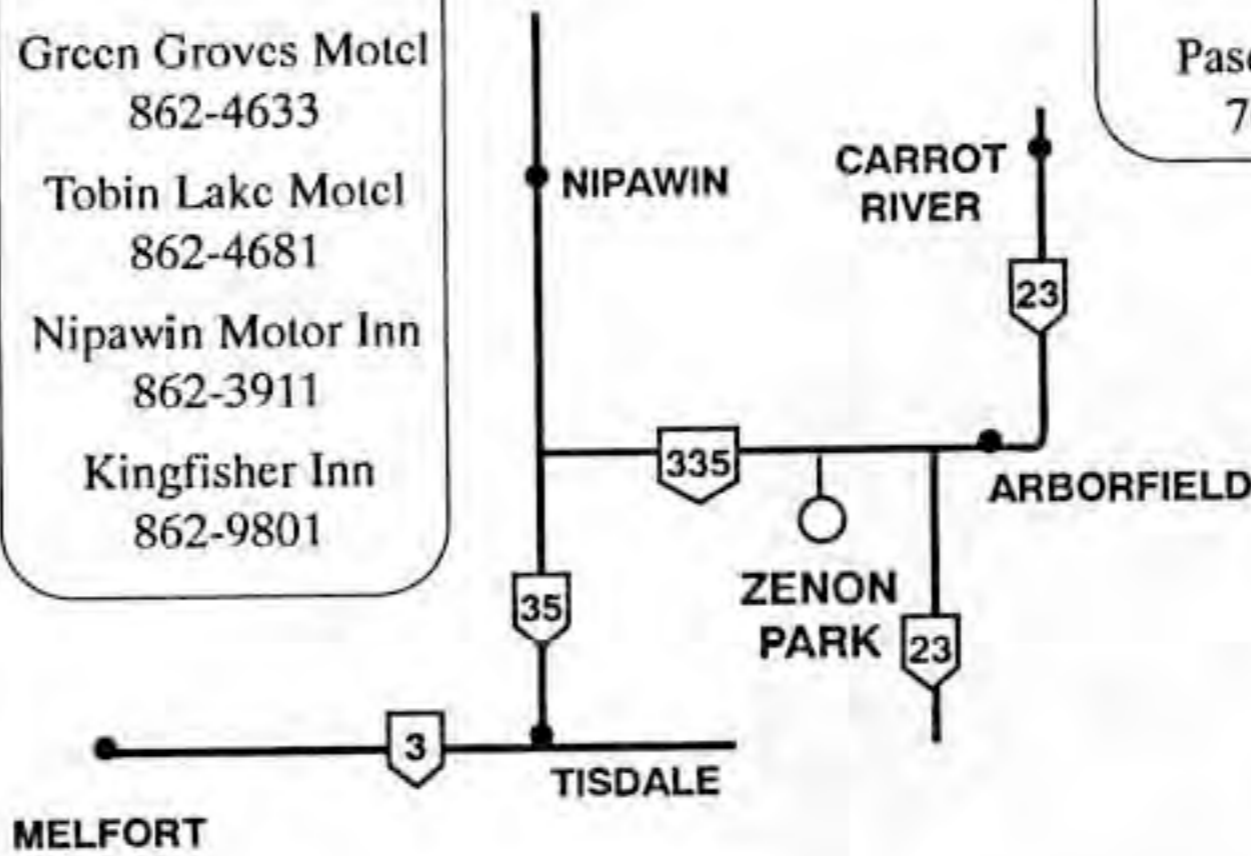 Green Groves Motel
862-4633
Tobin Lake Motel
862-4681
Nipawin Motor Inn
862-3911
Kingfisher Inn
862-9801
NIPAWIN
CARROT
RIVER
23
335
ARBORFIELD
ZENON
PARK
35
23
3
TISDALE
MELFORT